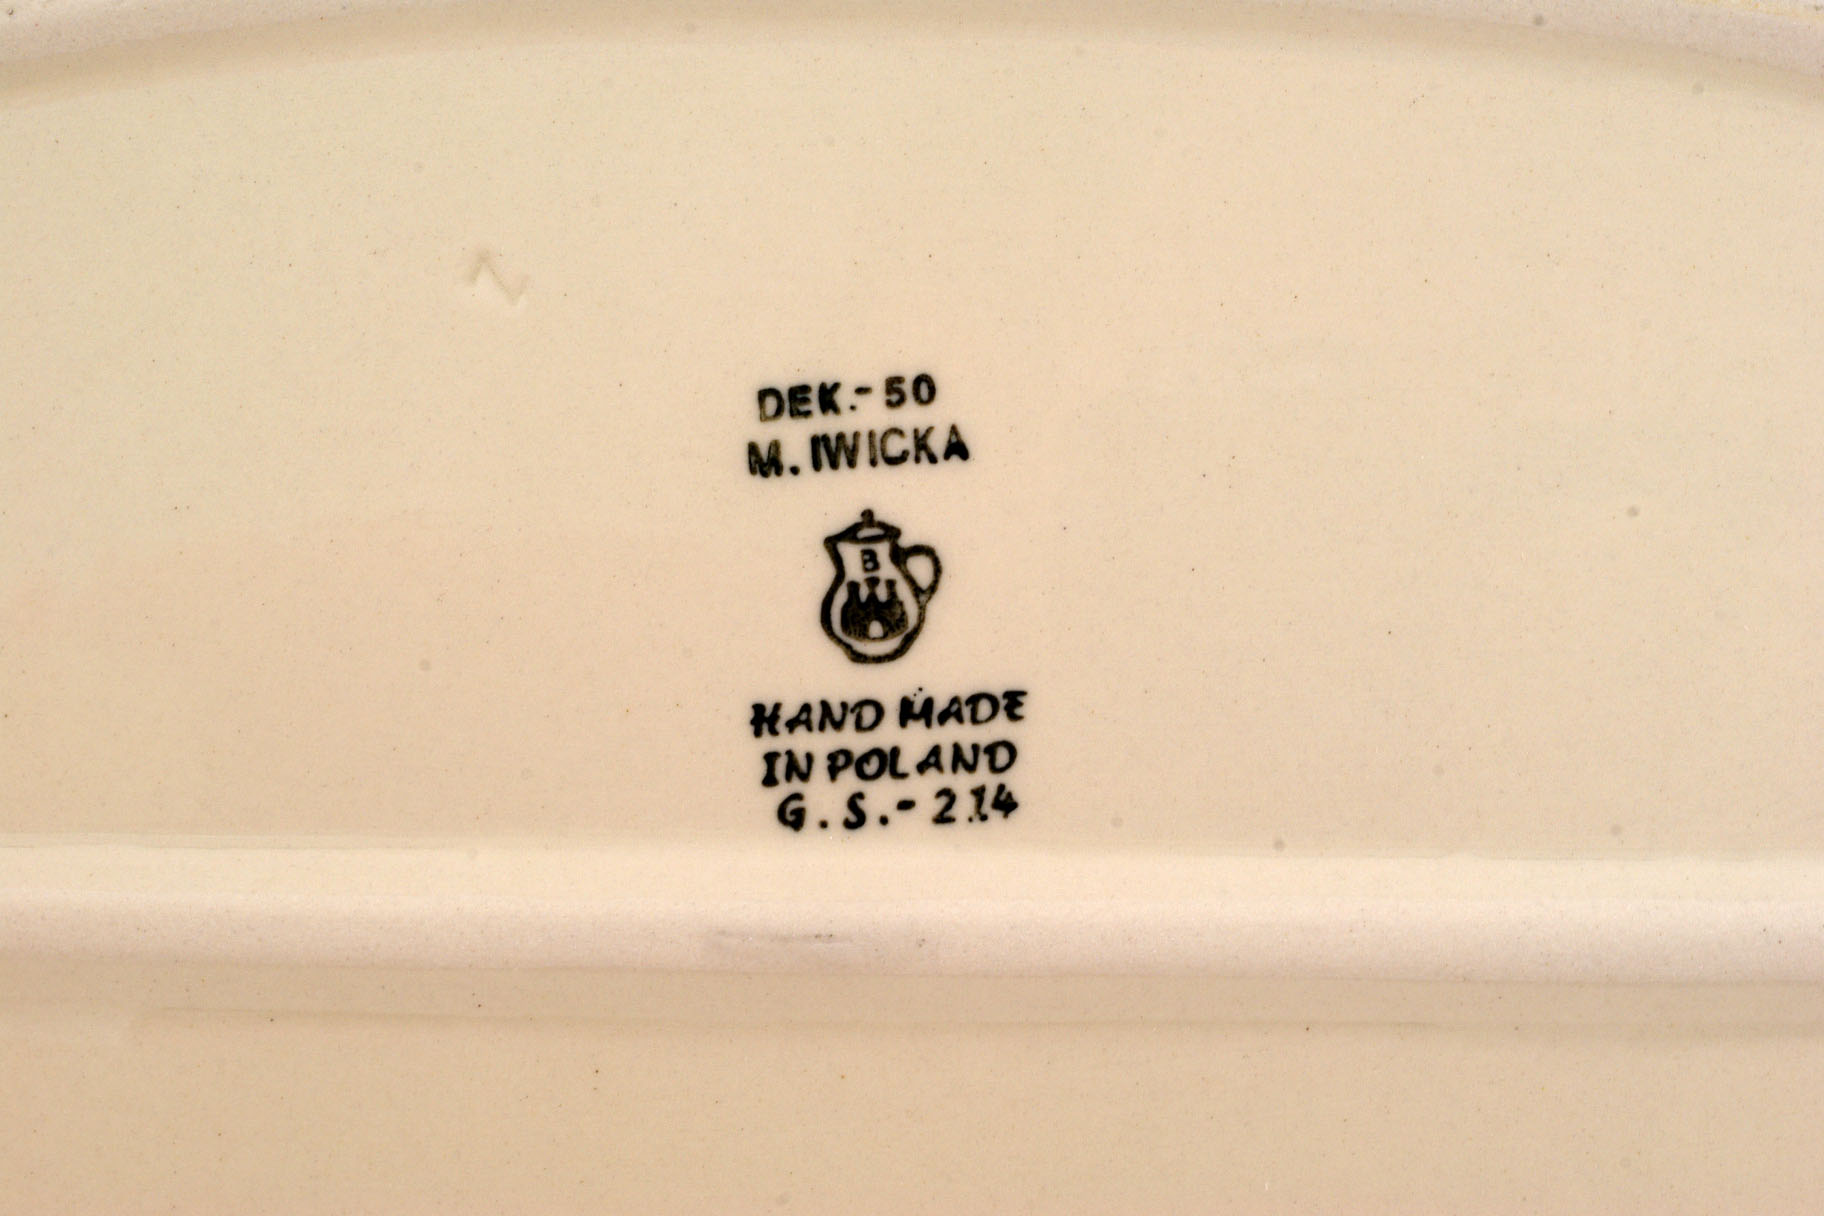 DEK.-50
M. IWICKA
B
HAND MADE
IN POLAND
G.S.-214